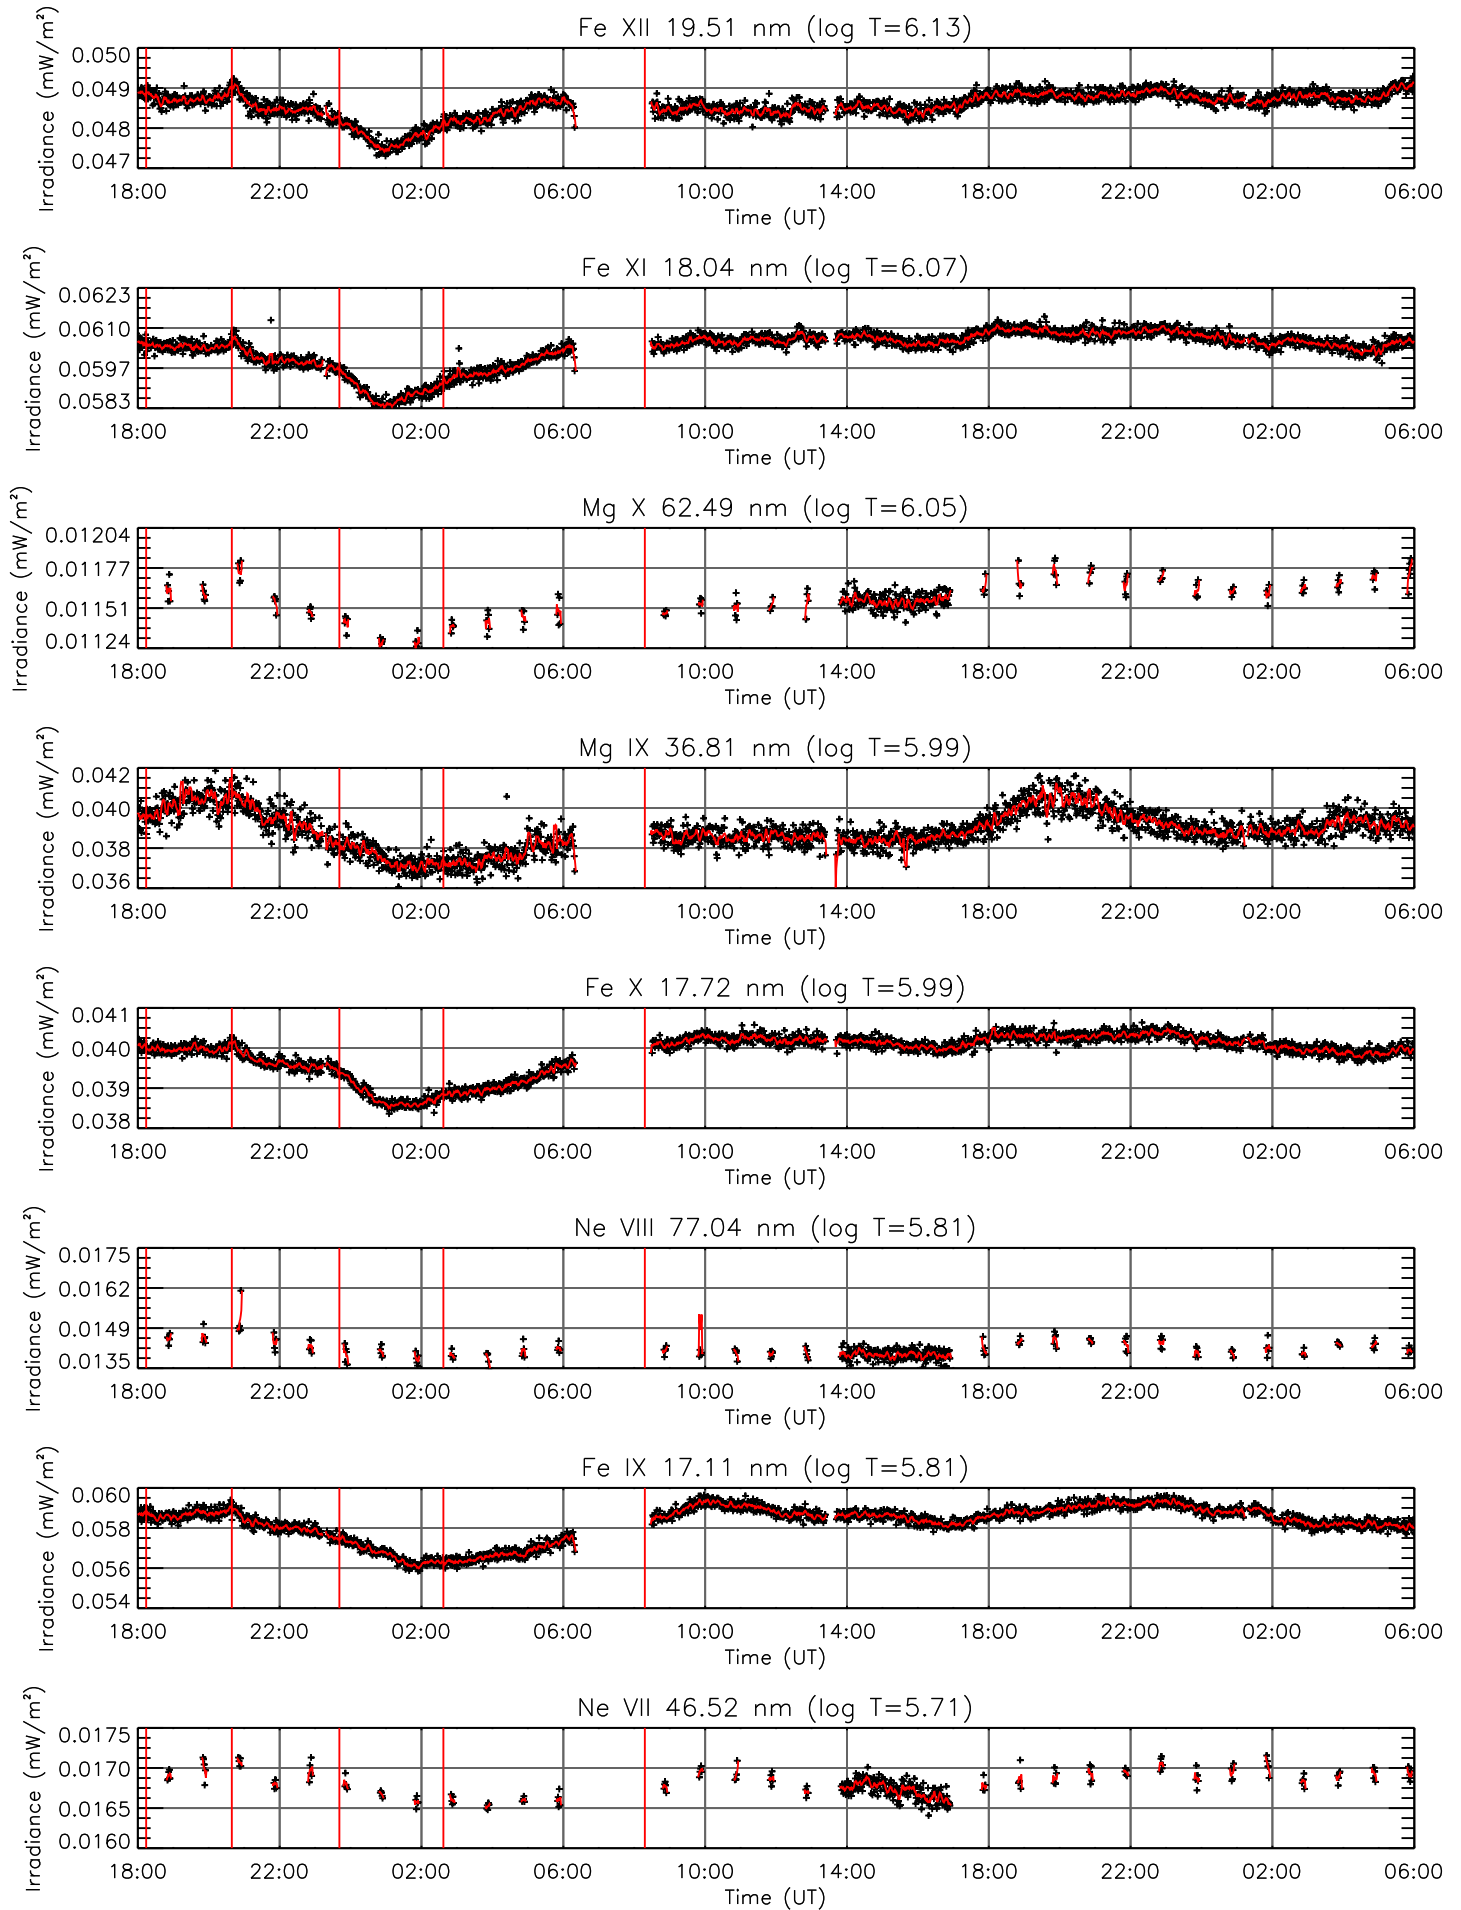 Fe XII 19.51 nm (log T=6.13)
Irradiance (mW/m²)
0.050
0.049
0.048
0.047
18:00 22:00 02:00 06:00 10:00 14:00 18:00 22:00 02:00 06:00
Time (UT)
Fe XI 18.04 nm (log T=6.07)
Irradiance (mW/m²)
0.0623
0.0610
0.0597
0.0583
18:00 22:00 02:00 06:00 10:00 14:00 18:00 22:00 02:00 06:00
Time (UT)
Mg X 62.49 nm (log T=6.05)
Irradiance (mW/m²)
0.01204
0.01177
0.01151
0.01124
18:00 22:00 02:00 06:00 10:00 14:00 18:00 22:00 02:00 06:00
Time (UT)
Mg IX 36.81 nm (log T=5.99)
Irradiance (mW/m²)
0.042
0.040
0.038
0.036
18:00 22:00 02:00 06:00 10:00 14:00 18:00 22:00 02:00 06:00
Time (UT)
Fe X 17.72 nm (log T=5.99)
Irradiance (mW/m²)
0.041
0.040
0.039
0.038
18:00 22:00 02:00 06:00 10:00 14:00 18:00 22:00 02:00 06:00
Time (UT)
Ne VIII 77.04 nm (log T=5.81)
Irradiance (mW/m²)
0.0175
0.0162
0.0149
0.0135
18:00 22:00 02:00 06:00 10:00 14:00 18:00 22:00 02:00 06:00
Time (UT)
Fe IX 17.11 nm (log T=5.81)
Irradiance (mW/m²)
0.060
0.058
0.056
0.054
18:00 22:00 02:00 06:00 10:00 14:00 18:00 22:00 02:00 06:00
Time (UT)
Ne VII 46.52 nm (log T=5.71)
Irradiance (mW/m²)
0.0175
0.0170
0.0165
0.0160
18:00 22:00 02:00 06:00 10:00 14:00 18:00 22:00 02:00 06:00
Time (UT)